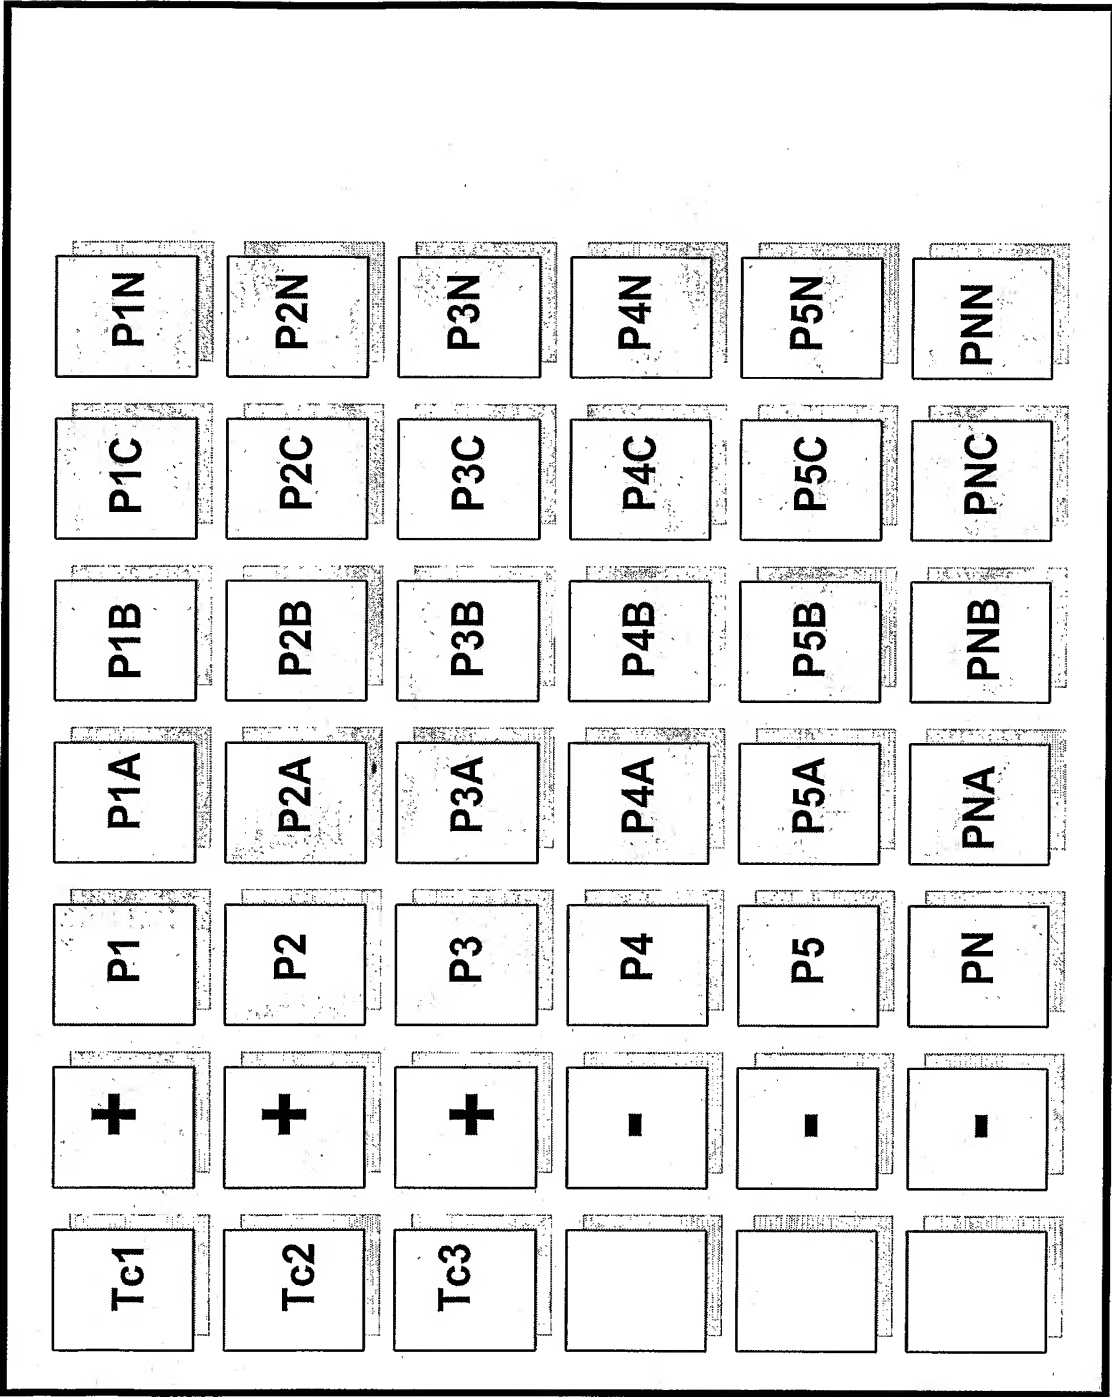 Tc1 + P1 P1A P1B P1C P1N
Tc2 + P2 P2A P2B P2C P2N
Tc3 + P3 P3A P3B P3C P3N
- P4 P4A P4B P4C P4N
- P5 P5A P5B P5C P5N
- PN PNA PNB PNC PNN